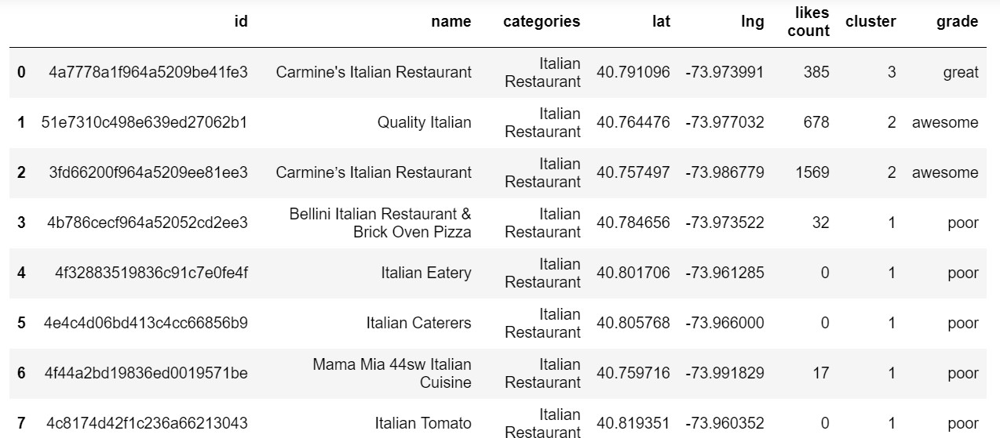 id name categories lat lng likes count cluster grade
0 4a7778a1f964a5209be41fe3 Carmine's Italian Restaurant Italian Restaurant 40.791096 -73.973991 385 3 great
1 51e7310c498e639ed27062b1 Quality Italian Italian Restaurant 40.764476 -73.977032 678 2 awesome
2 3fd66200f964a5209ee81ee3 Carmine’s Italian Restaurant Italian Restaurant 40.757497 -73.986779 1569 2 awesome
3 4b786cecf964a52052cd2ee3 Bellini Italian Restaurant & Brick Oven Pizza Italian Restaurant 40.784656 -73.973522 32 1 poor
4 4f32883519836c91c7e0fe4f Italian Eatery Italian Restaurant 40.801706 -73.961285 0 1 poor
5 4e4c4d06bd413c4cc66856b9 Italian Caterers Italian Restaurant 40.805768 -73.966000 0 1 poor
6 4f44a2bd19836ed0019571be Mama Mia 44sw Italian Cuisine Italian Restaurant 40.759716 -73.991829 17 1 poor
7 4c8174d42f1c236a66213043 Italian Tomato Italian Restaurant 40.819351 -73.960352 0 1 poor